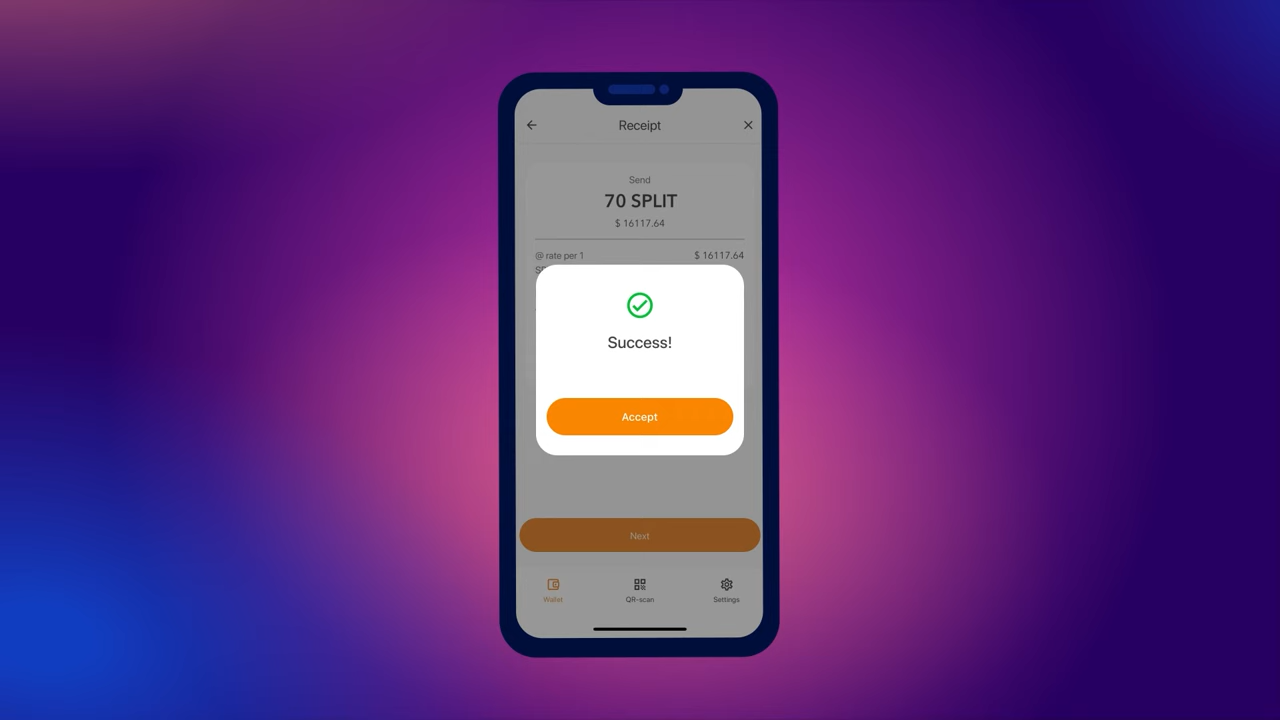 Receipt
Send
70 SPLIT
$ 16117.64
@ rate per 1
$ 16117.64
Success!
Accept
Next
Wallet
QR-scan
Settings